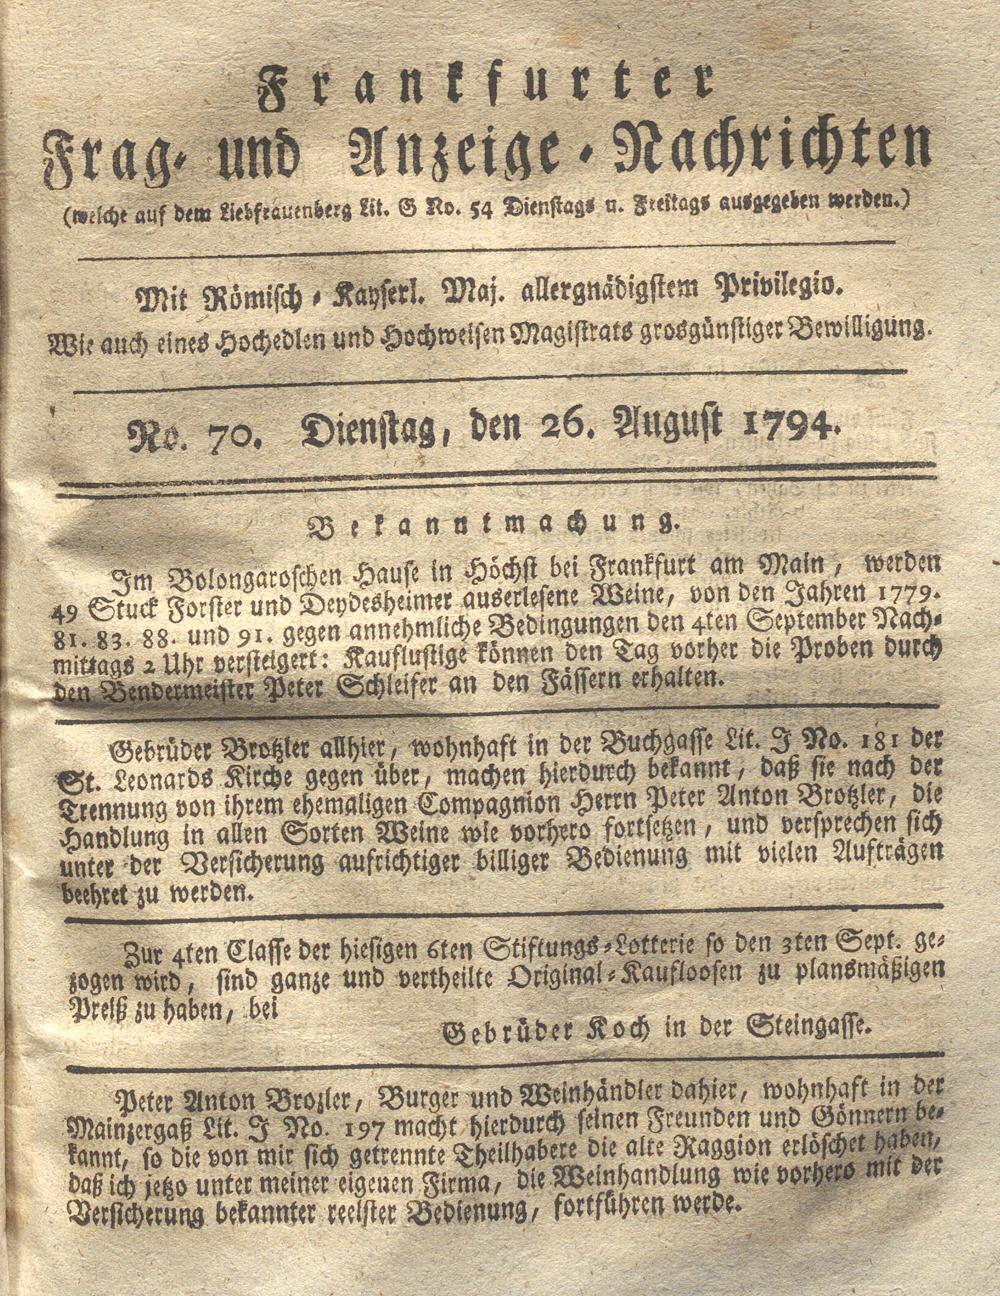 Frankfurter
Frag- und Anzeige-Nachrichten
(welche auf dem Liebfrauenberg Lit. G No. 54 Dienstags u. Freitags ausgegeben werden.)
Mit Römisch-Kayserl. Maj. allergnädigstem Privilegio.
Wie auch eines Hochedlen und Hochweisen Magistrats grosgünstiger Bewilligung.
No. 70. Dienstag, den 26. August 1794.
Bekanntmachung.
Im Bolongaroschen Hause in Höchst bei Frankfurt am Main, werden
49 Stuck Forster und Deydesheimer auserlesene Weine, von den Jahren 1779.
81. 83. 88. und 91. gegen annehmliche Bedingungen den 4ten September Nach-
mittags 2 Uhr versteigert: Kauflustige können den Tag vorher die Proben durch
den Bendermeister Peter Schleifer an den Fässern erhalten.
Gebrüder Brotzler allhier, wohnhaft in der Buchgasse Lit. J No. 181 der
St. Leonards Kirche gegen über, machen hierdurch bekannt, daß sie nach der
Trennung von ihrem ehemaligen Compagnion Herrn Peter Anton Brotzler, die
Handlung in allen Sorten Weine wie vorhero fortsetzen, und versprechen sich
unter der Versicherung aufrichtiger billiger Bedienung mit vielen Aufträgen
beehret zu werden.
Zur 4ten Classe der hiesigen 6ten Stiftungs-Lotterie so den 3ten Sept. ge-
zogen wird, sind ganze und vertheilte Original-Kaufloosen zu plansmäßigen
Preiß zu haben, bei
Gebrüder Koch in der Steingasse.
Peter Anton Brozler, Burger und Weinhändler dahier, wohnhaft in der
Mainzergaß Lit. J No. 197 macht hierdurch seinen Freunden und Gönnern be-
kannt, so die von mir sich getrennte Theilhabere die alte Raggion erlöschet haben,
daß ich jetzo unter meiner eigenen Firma, die Weinhandlung wie vorhero mit der
Versicherung bekannter reelster Bedienung, fortführen werde.